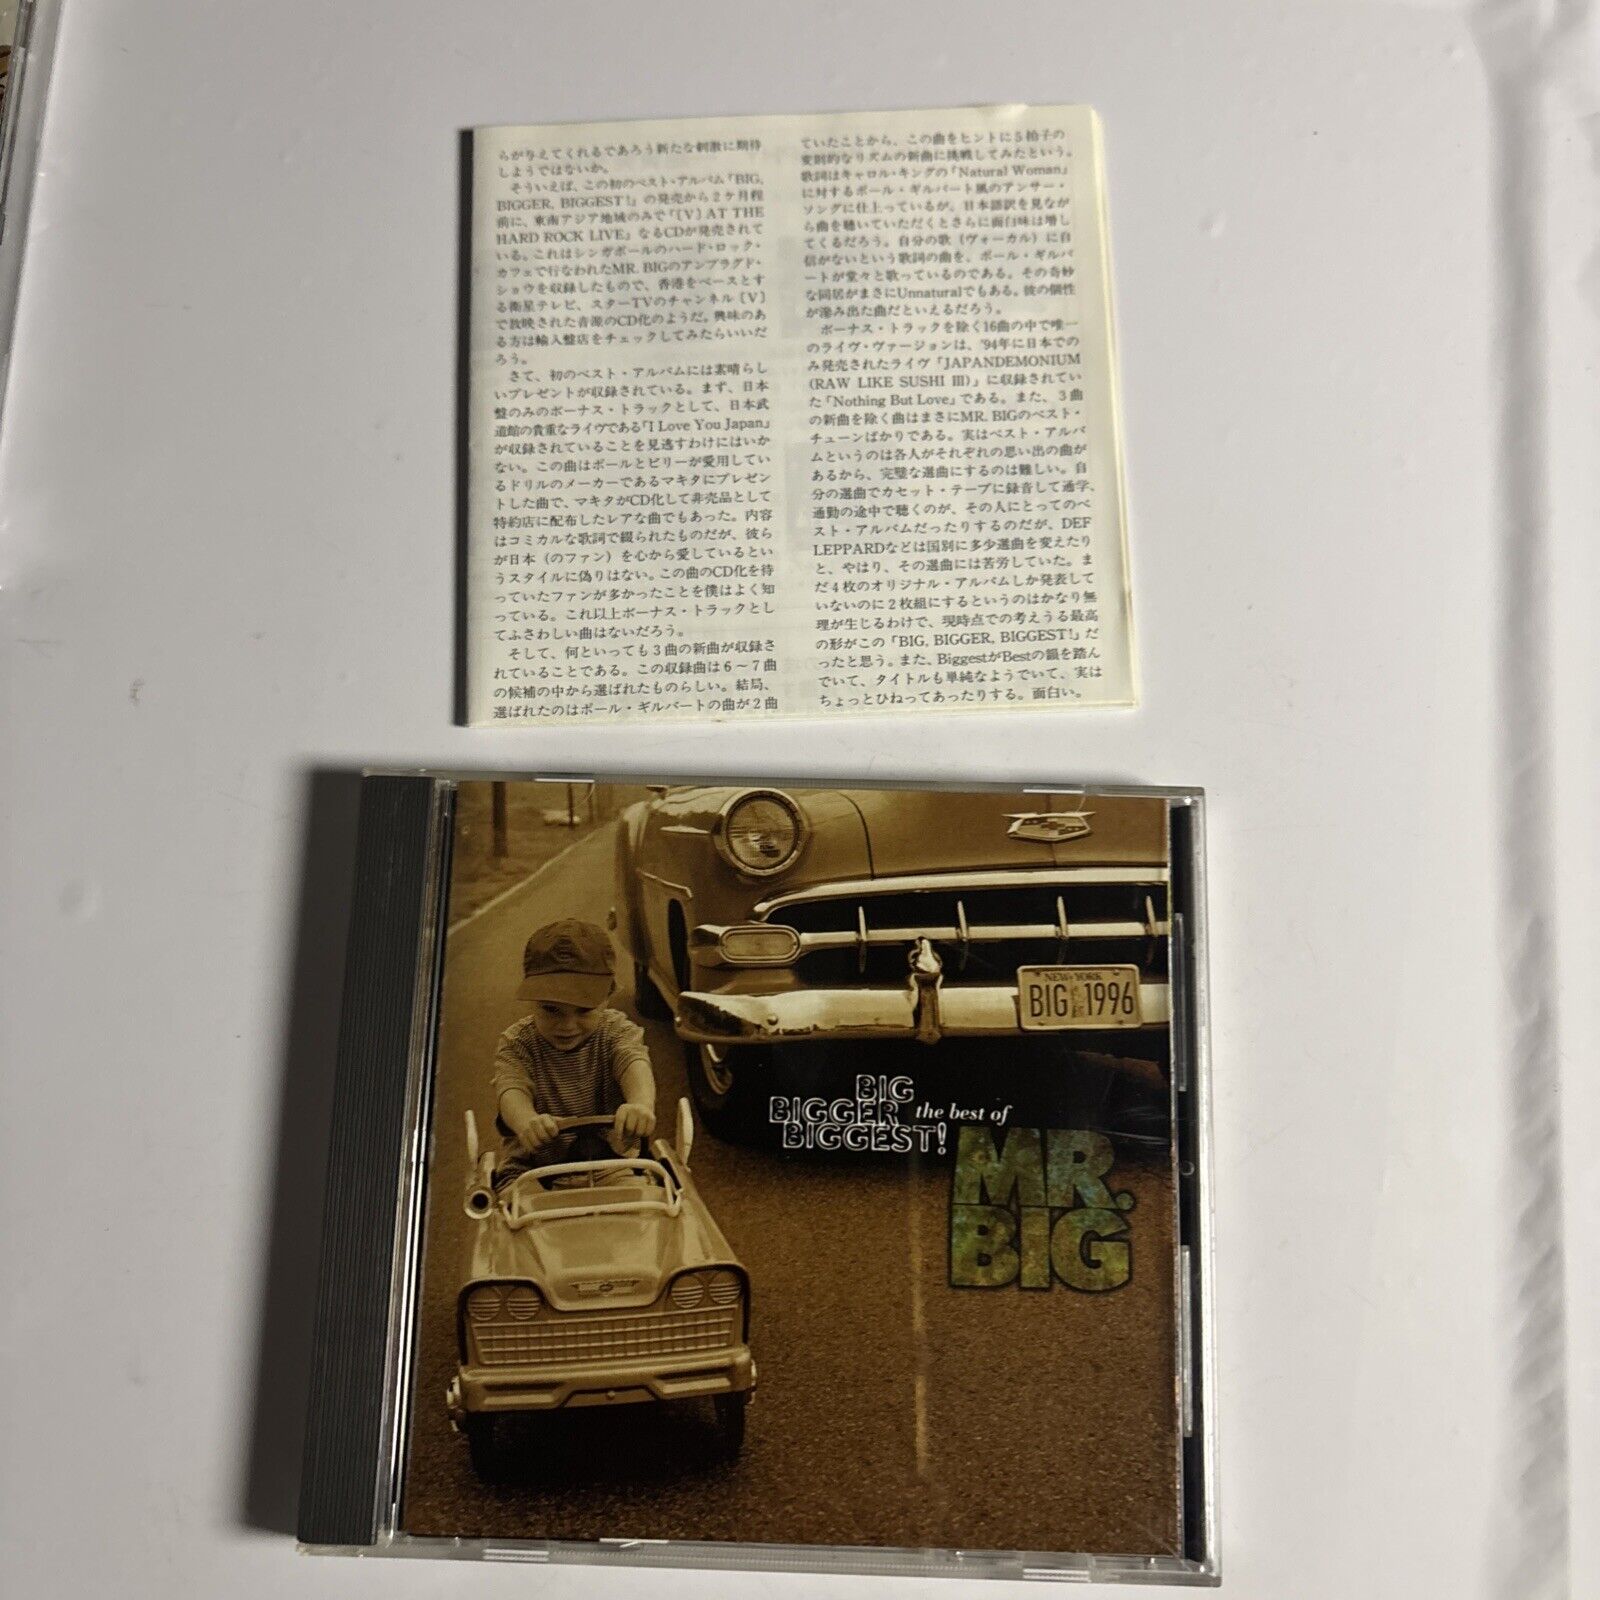 らが与えてくれるであろう新たな刺激に期待
しようではないか。
そういえば、この初のベスト・アルバム「BIG,
BIGGER, BIGGEST!」の発売から2ケ月程
前に、東南アジア地域のみで「[V] AT THE
HARD ROCK LIVE」なるCDが発売されて
いる。これはシンガポールのハード・ロック・
カフェで行なわれたMR. BIGのアンプラグド・
ショウを収録したもので、香港をベースとす
る衛星テレビ、スターTVのチャンネル[V]
で放映された音源のCD化のようだ。興味のあ
る方は輸入盤店をチェックしてみたらいいだ
ろう。
さて、初のベスト・アルバムには素晴らし
いプレゼントが収録されている。まず、日本
盤のみのボーナス・トラックとして、日本武
道館の貴重なライヴである「I Love You Japan」
が収録されていることを見逃すわけにはいか
ない。この曲はポールとビリーが愛用してい
るドリルのメーカーであるマキタにプレゼン
トした曲で、マキタがCD化して非売品として
特約店に配布したレアな曲でもあった。内容
はコミカルな歌詞で綴られたものだが、彼ら
が日本(のファン)を心から愛しているとい
うスタイルに偽りはない。この曲のCD化を待
っていたファンが多かったことを僕はよく知
っている。これ以上ボーナス・トラックとし
てふさわしい曲はないだろう。
そして、何といっても3曲の新曲が収録さ
れていることである。この収録曲は6〜7曲
の候補の中から選ばれたものらしい。結局、
選ばれたのはポール・ギルバートの曲が2曲
ていたことから、この曲をヒントに5拍子の
変則的なリズムの新曲に挑戦してみたという。
歌詞はキャロル・キングの「Natural Woman」
に対するポール・ギルバート風のアンサー・
ソングに仕上っているが、日本語訳を見なが
ら曲を聴いていただくとさらに面白味は増し
てくるだろう。自分の歌(ヴォーカル)に自
信がないという歌詞の曲を、ポール・ギルバ
ートが堂々と歌っているのである。その奇妙
な同居がまさにUnnaturalでもある。彼の個性
が滲み出た曲だといえるだろう。
ボーナス・トラックを除く16曲の中で唯一
のライヴ・ヴァージョンは、'94年に日本での
み発売されたライヴ「JAPANDEMONIUM
(RAW LIKE SUSHI III)」に収録されてい
た「Nothing But Love」である。また、3曲
の新曲を除く曲はまさにMR. BIGのベスト・
チューンばかりである。実はベスト・アルバ
ムというのは各人がそれぞれの思い出の曲が
あるから、完璧な選曲にするのは難しい。自
分の選曲でカセット・テープに録音して通学、
通勤の途中で聴くのが、その人にとってのベ
スト・アルバムだったりするのだが、DEF
LEPPARDなどは国別に多少選曲を変えたり
と、やはり、その選曲には苦労していた。ま
だ4枚のオリジナル・アルバムしか発表して
いないのに2枚組にするというのはかなり無
理が生じるわけで、現時点での考えうる最高
の形がこの「BIG, BIGGER, BIGGEST!」だ
ったと思う。また、BiggestがBestの韻を踏ん
でいて、タイトルも単純なようでいて、実は
ちょっとひねってあったりする。面白い。
NEW YORK
BIG 1996
BIG
BIGGER
BIGGEST!
the best of
MR.
BIG